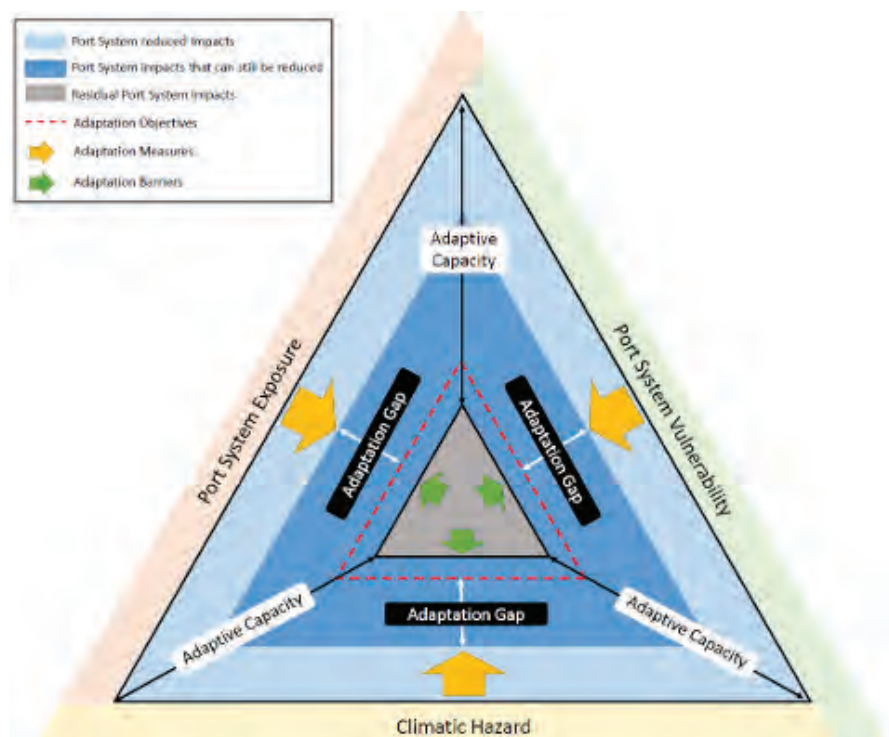 Port System reduced Impacts
Port System Impacts that can still be reduced
Residual Port System Impacts
Adaptation Objectives
Adaptation Measures
Adaptation Barriers
Adaptive
Capacity
Port System Exposure
Port System Vulnerability
Adaptation Gap
Adaptation Gap
Adaptive Capacity
Adaptation Gap
Adaptive Capacity
Climatic Hazard